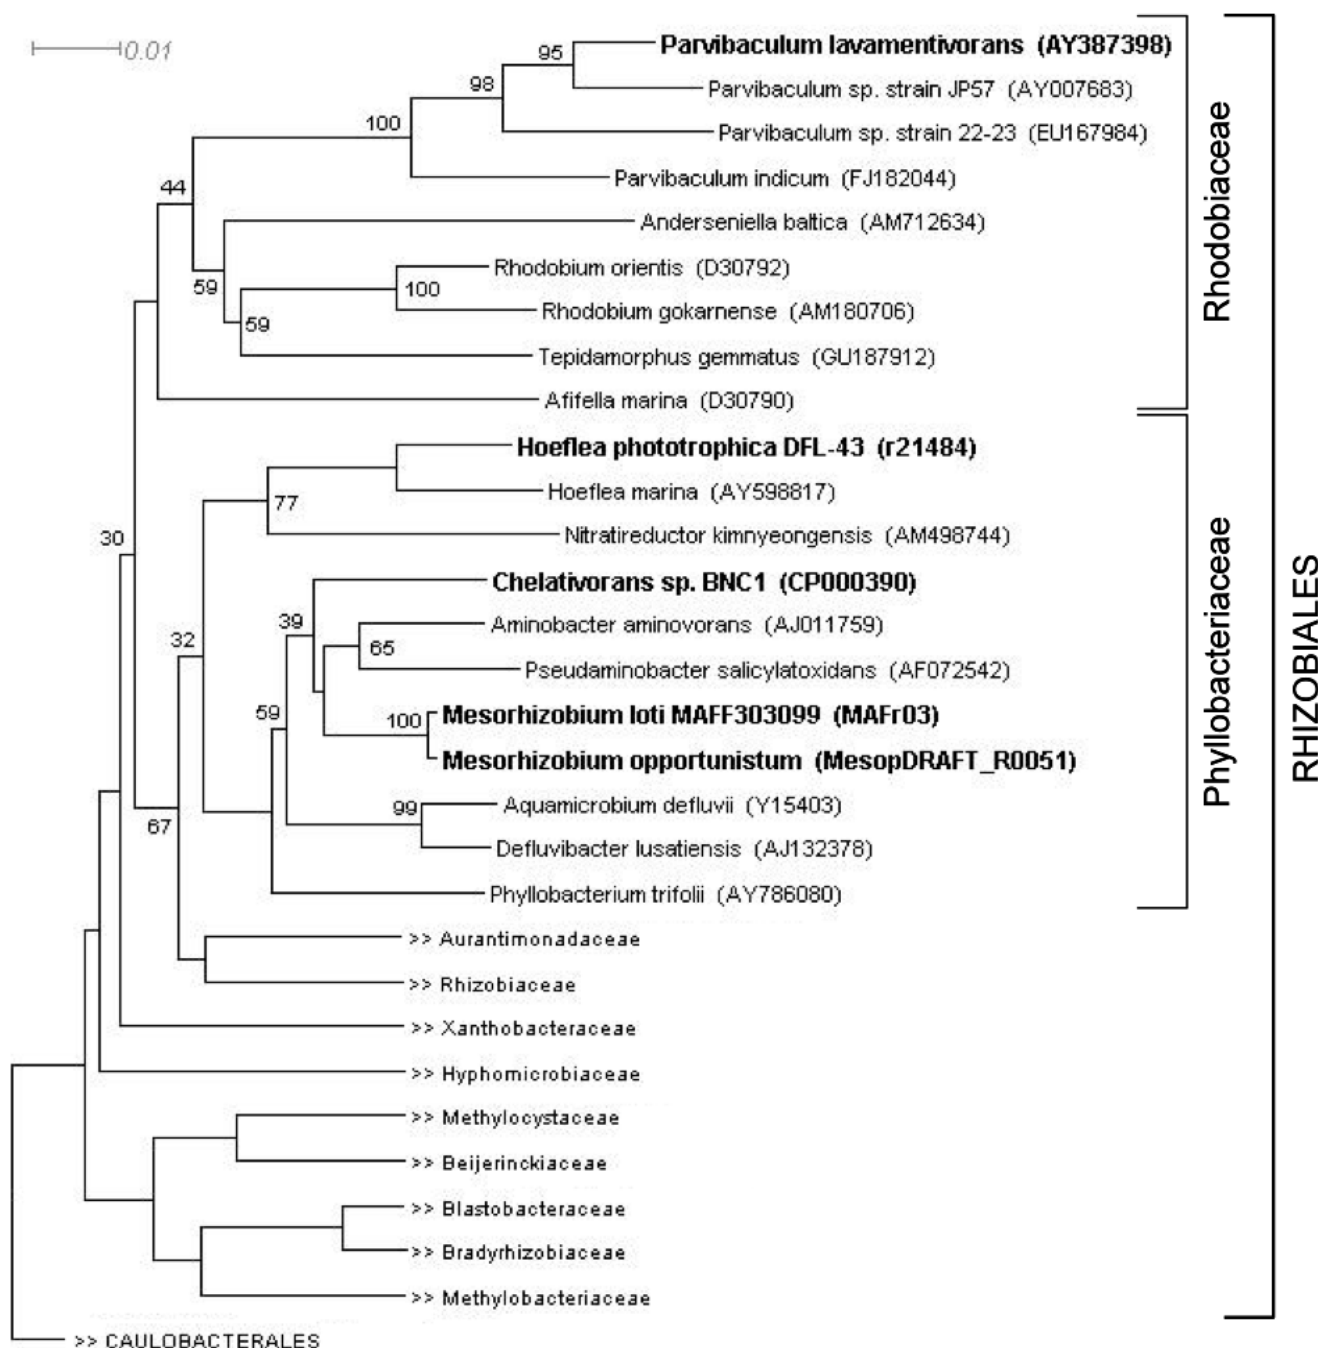 0.01
95
Parvibaculum lavamentivorans (AY387398)
98
Parvibaculum sp. strain JP57 (AY007683)
100
Parvibaculum sp. strain 22-23 (EU167984)
Parvibaculum indicum (FJ182044)
44
Anderseniella baltica (AM712634)
59
Rhodobium orientis (D30792)
100
Rhodobium gokarnense (AM180706)
59
Tepidamorphus gemmatus (GU187912)
Afifella marina (D30790)
Rhodobiaceae
Hoeflea phototrophica DFL-43 (r21484)
Hoeflea marina (AY598817)
77
Nitratireductor kimnyeongensis (AM498744)
30
Chelativorans sp. BNC1 (CP000390)
39
Aminobacter aminovorans (AJ011759)
32
65
Pseudaminobacter salicylatoxidans (AF072542)
59
100
Mesorhizobium loti MAFF303099 (MAFr03)
Mesorhizobium opportunistum (MesopDRAFT_R0051)
99
Aquamicrobium defluvii (Y15403)
67
Defluvibacter lusatiensis (AJ132378)
Phyllobacterium trifolii (AY786080)
Phyllobacteriaceae
RHIZOBIALES
>> Aurantimonadaceae
>> Rhizobiaceae
>> Xanthobacteraceae
>> Hyphomicrobiaceae
>> Methylocystaceae
>> Beijerinckiaceae
>> Blastobacteraceae
>> Bradyrhizobiaceae
>> Methylobacteriaceae
>> CAULOBACTERALES